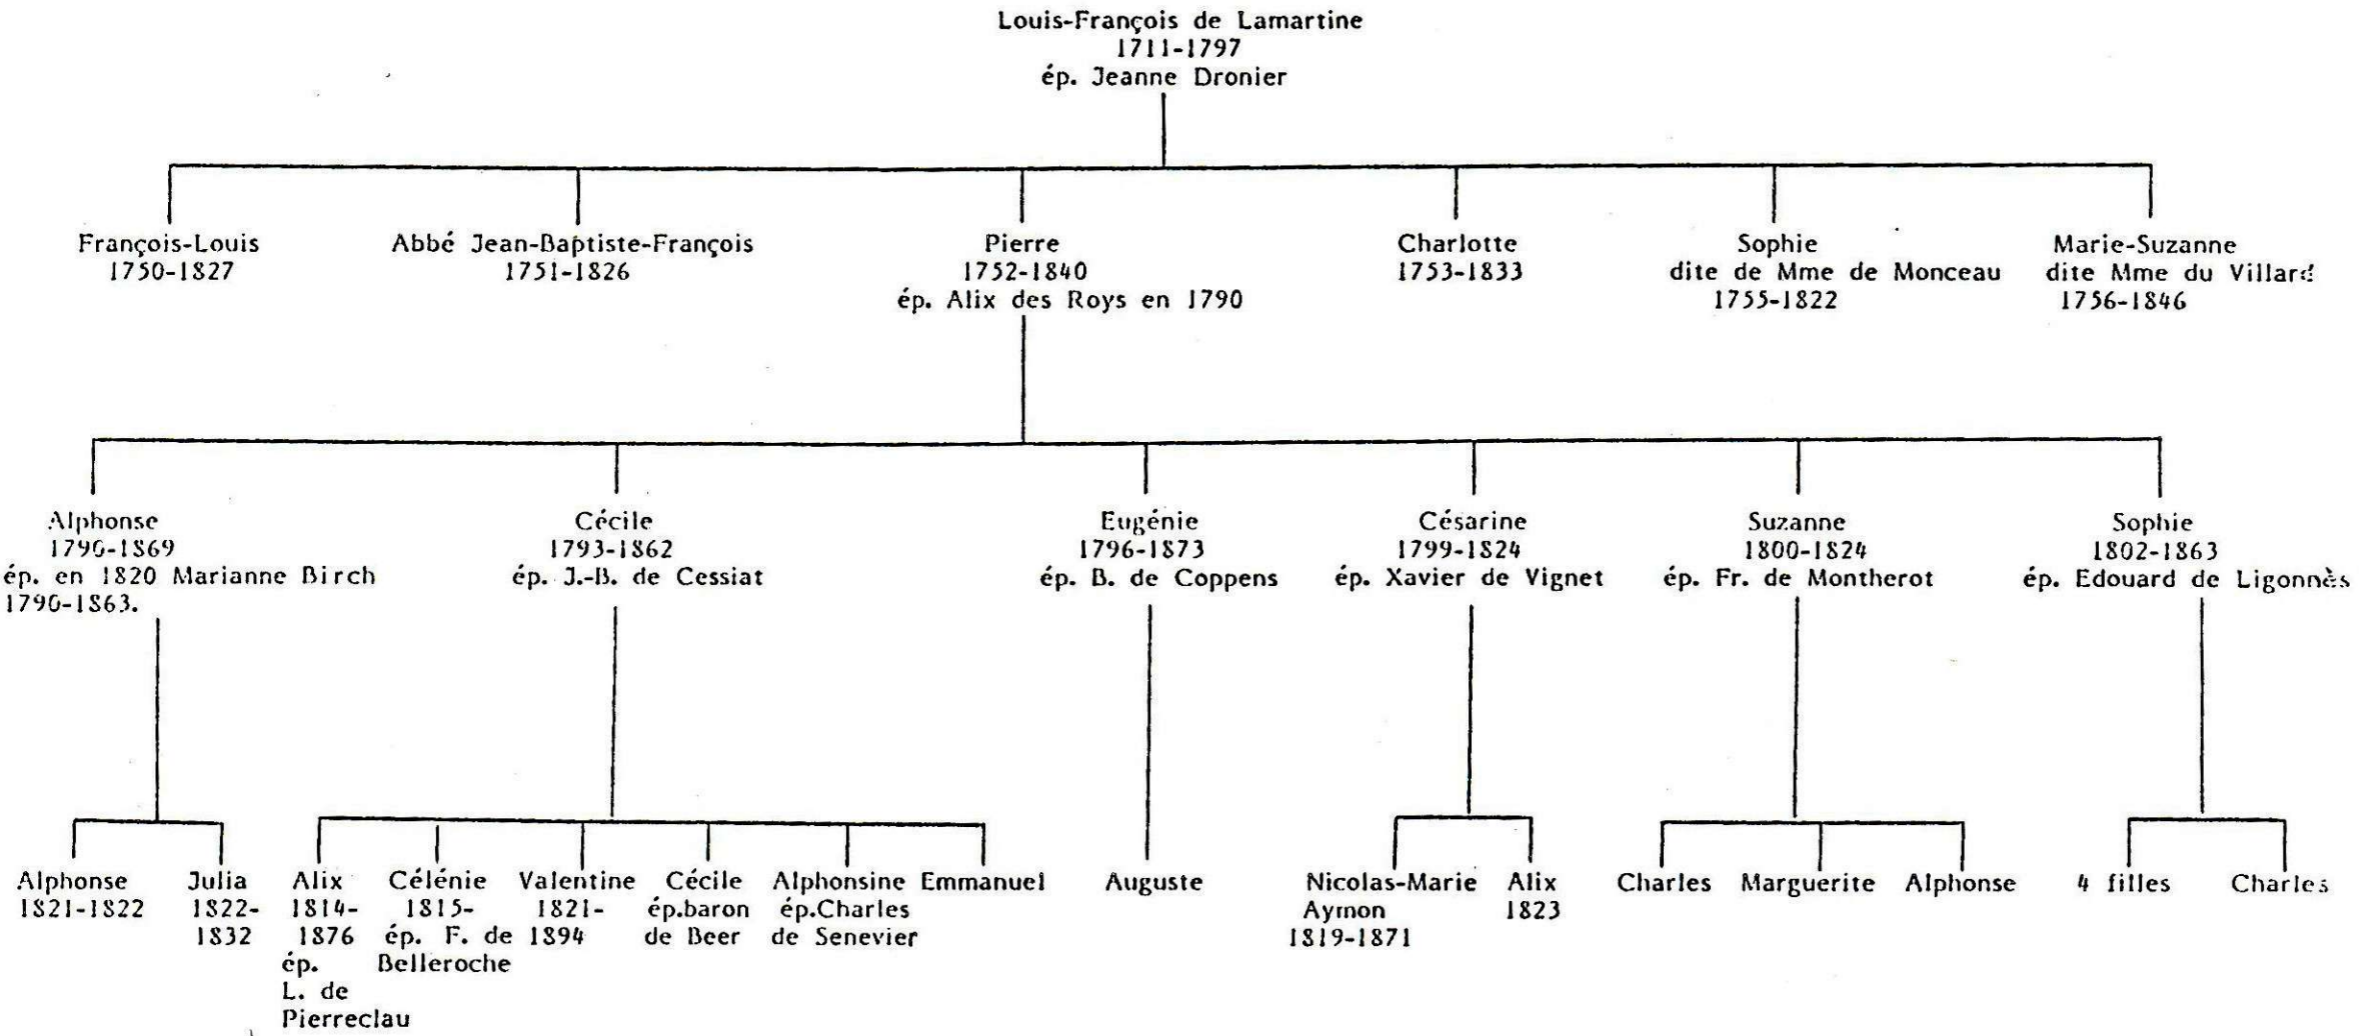 Louis-François de Lamartine
1711-1797
ép. Jeanne Dronier
François-Louis
1750-1827
Abbé Jean-Baptiste-François
1751-1826
Pierre
1752-1840
ép. Alix des Roys en 1790
Charlotte
1753-1833
Sophie
dite de Mme de Monceau
1755-1822
Marie-Suzanne
dite Mme du Villard
1756-1846
Alphonse
1790-1869
ép. en 1820 Marianne Birch
1790-1863.
Cécile
1793-1862
ép. J.-B. de Cessiat
Eugénie
1796-1873
ép. B. de Coppens
Césarine
1799-1824
ép. Xavier de Vignet
Suzanne
1800-1824
ép. Fr. de Montherot
Sophie
1802-1863
ép. Edouard de Ligonnès
Alphonse
1821-1822
Julia
1822-
1832
Alix
1814-
1876
ép.
L. de
Pierreclau
Célénie
1815-
ép. F. de
Belleroche
Valentine
1821-
1894
Cécile
ép.baron
de Beer
Alphonsine
ép.Charles
de Senevier
Emmanuel
Auguste
Nicolas-Marie
Aymon
1819-1871
Alix
1823
Charles
Marguerite
Alphonse
4 filles
Charles